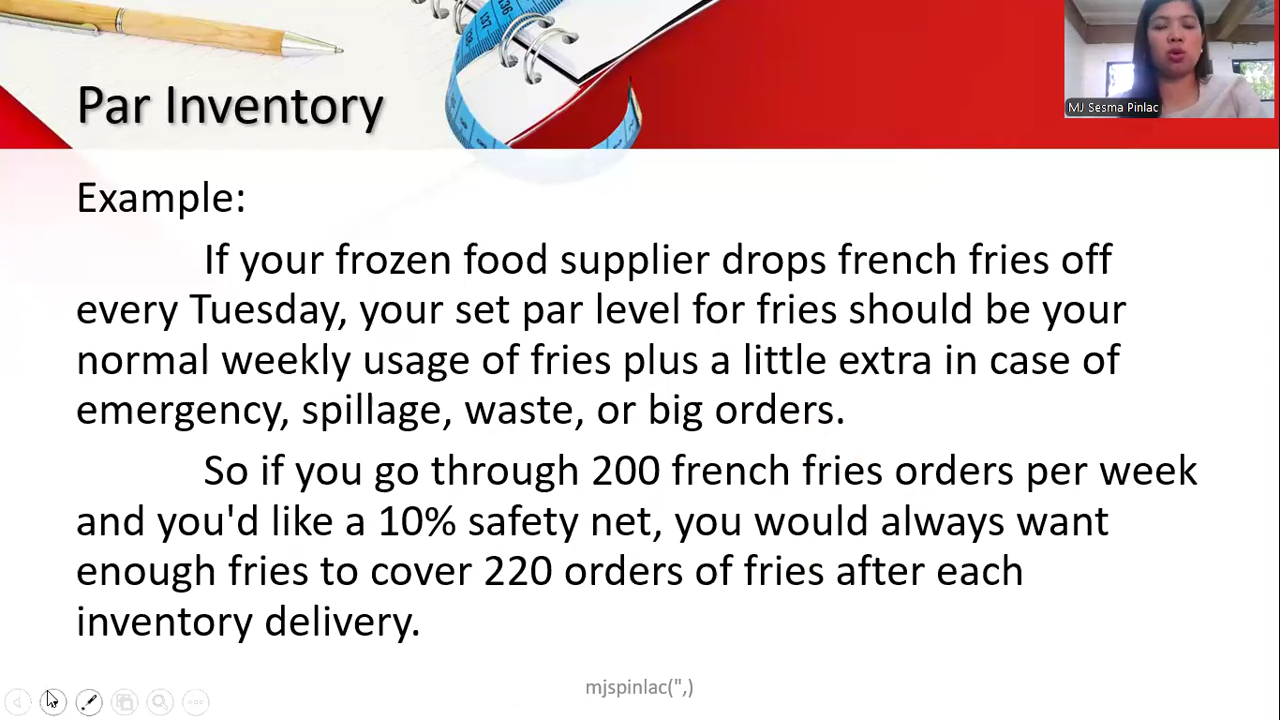 MJ Sesma Pinlac
Par Inventory
Example:
If your frozen food supplier drops french fries off
every Tuesday, your set par level for fries should be your
normal weekly usage of fries plus a little extra in case of
emergency, spillage, waste, or big orders.
So if you go through 200 french fries orders per week
and you'd like a 10% safety net, you would always want
enough fries to cover 220 orders of fries after each
inventory delivery.
mjspinlac(",)